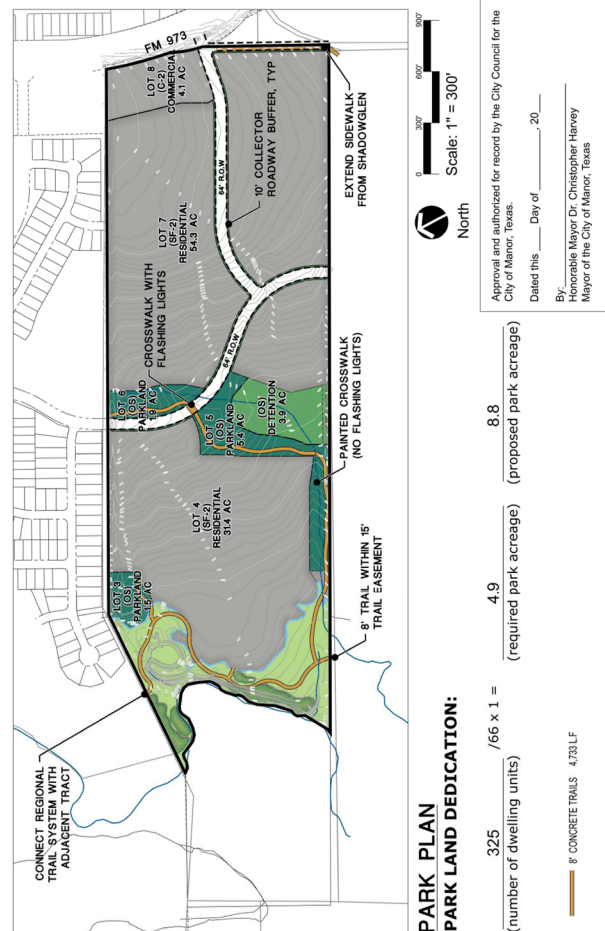 CONNECT REGIONAL
TRAIL SYSTEM WITH
ADJACENT TRACT
LOT 3
(OS)
PARKLAND
1.5 AC
8' TRAIL WITHIN 15'
TRAIL EASEMENT
LOT 4
(SF-2)
RESIDENTIAL
31.4 AC
LOT 6
(OS)
PARKLAND
1.9 AC
LOT 5
(OS)
PARKLAND
5.4 AC
(OS)
DETENTION
3.9 AC
PAINTED CROSSWALK
(NO FLASHING LIGHTS)
CROSSWALK WITH
FLASHING LIGHTS
64' R.O.W
LOT 7
(SF-2)
RESIDENTIAL
54.3 AC
64' R.O.W
10' COLLECTOR
ROADWAY BUFFER, TYP
LOT 8
(C-2)
COMMERCIAL
4.1 AC
FM 973
EXTEND SIDEWALK
FROM SHADOWGLEN
North
0 300' 600' 900'
Scale: 1" = 300'
PARK PLAN
PARK LAND DEDICATION:
325 /66 x 1 = 4.9 8.8
(number of dwelling units) (required park acreage) (proposed park acreage)
8' CONCRETE TRAILS 4,733 L.F
Approval and authorized for record by the City Council for the
City of Manor, Texas.
Dated this ____ Day of ________, 20__
By:
Honorable Mayor Dr. Christopher Harvey
Mayor of the City of Manor, Texas